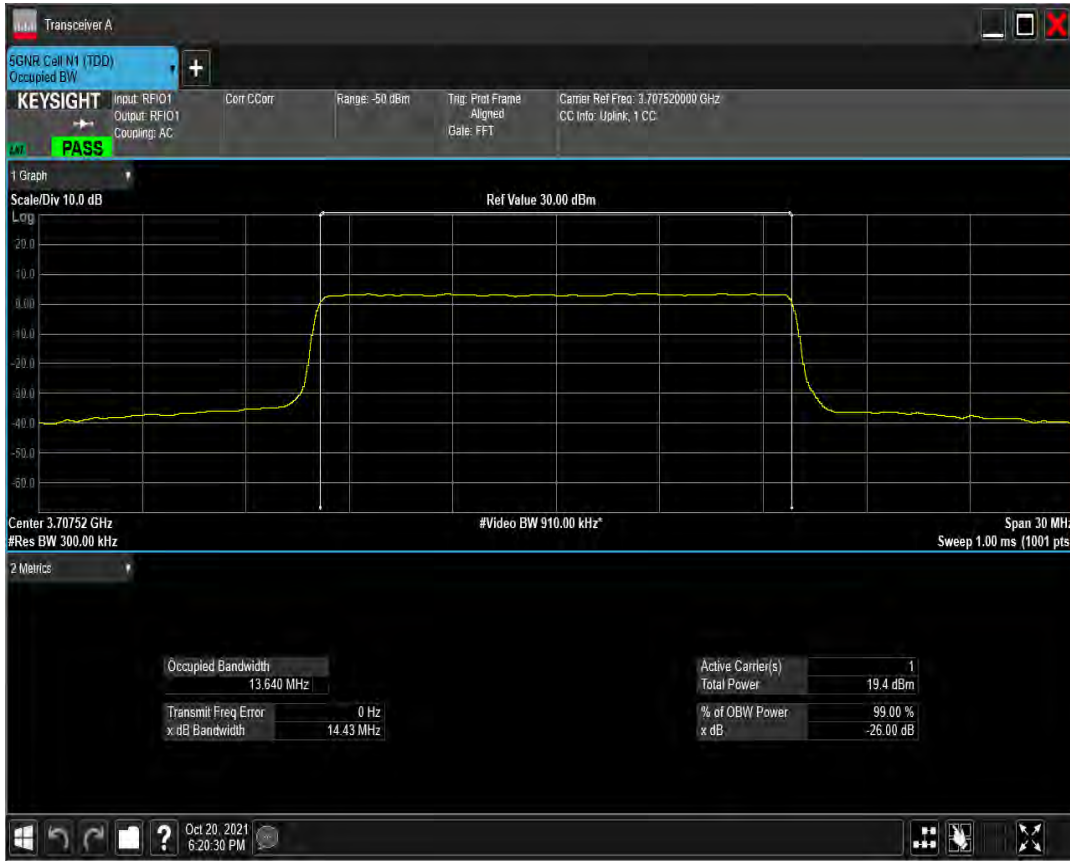 Transceiver A
5GNR Cell N1 (TDD)
Occupied BW
+
KEYSIGHT Input: RFIO1 Corr CCorr Range: -50 dBm Trig: Prot Frame Carrier Ref Freq: 3.707520000 GHz
Output: RFIO1 Aligned CC Info: Uplink, 1 CC
Coupling: AC Gate: FFT
PASS
1 Graph
Scale/Div 10.0 dB Ref Value 30.00 dBm
Log
20.0
10.0
0.00
-10.0
-20.0
-30.0
-40.0
-50.0
-60.0
Center 3.70752 GHz #Video BW 910.00 kHz* Span 30 MHz
#Res BW 300.00 kHz Sweep 1.00 ms (1001 pts
2 Metrics
Occupied Bandwidth Active Carrier(s) 1
13.640 MHz Total Power 19.4 dBm
Transmit Freq Error 0 Hz % of OBW Power 99.00 %
x dB Bandwidth 14.43 MHz x dB -26.00 dB
? Oct 20, 2021
6:20:30 PM